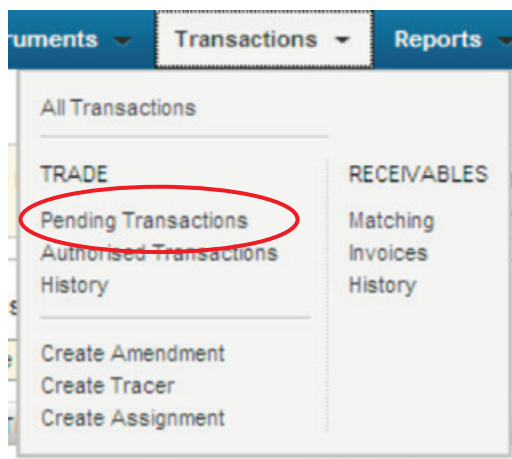 Transactions
Reports
All Transactions
TRADE
Pending Transactions
Authorised Transactions
History
Create Amendment
Create Tracer
Create Assignment
RECEIVABLES
Matching
Invoices
History